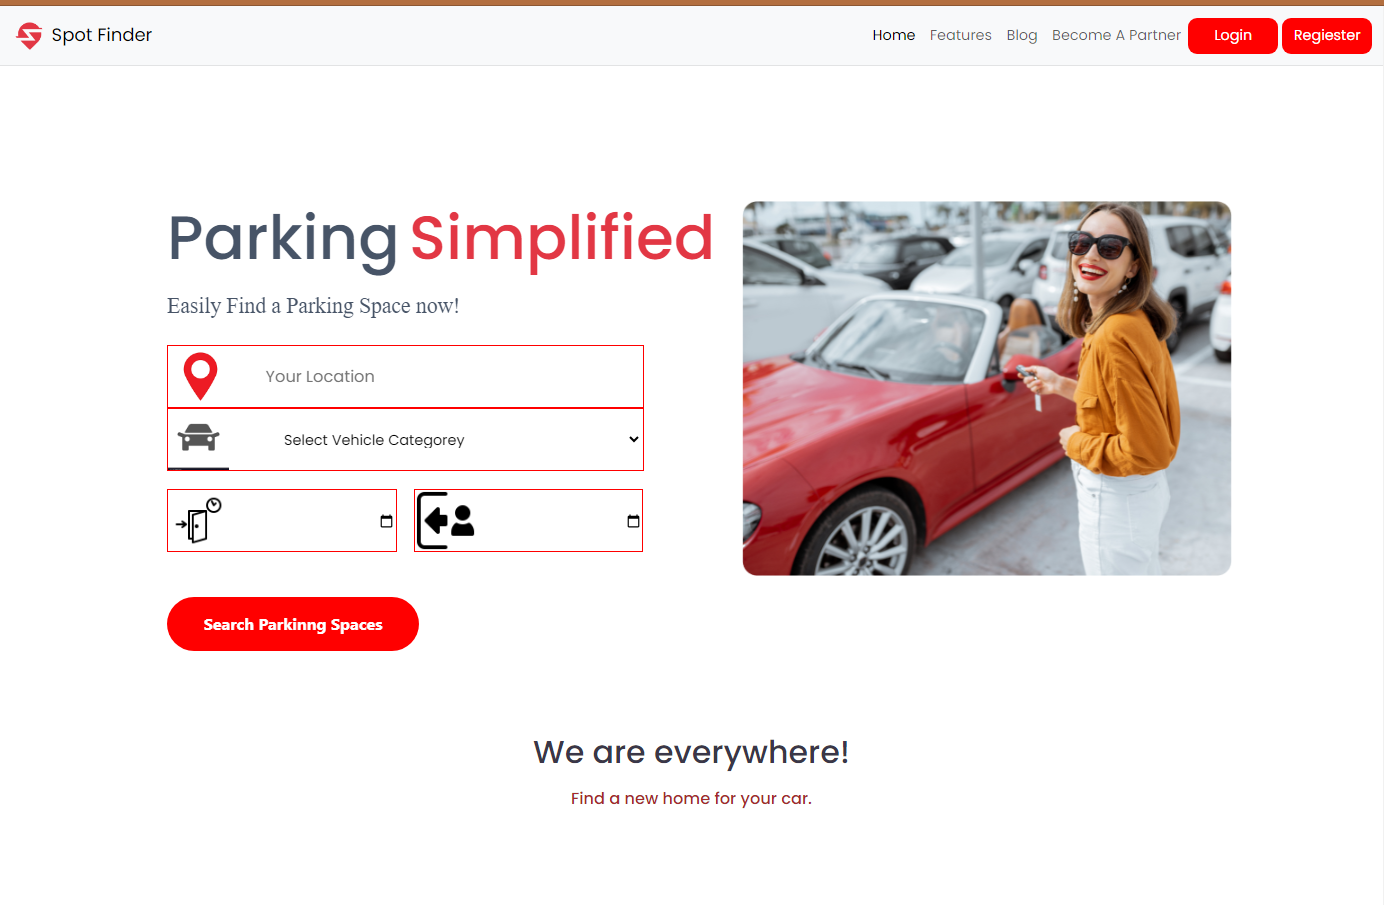 Spot Finder
Home Features Blog Become A Partner Login Regiester
Parking Simplified
Easily Find a Parking Space now!
Your Location
Select Vehicle Categorey
Search Parkinng Spaces
We are everywhere!
Find a new home for your car.